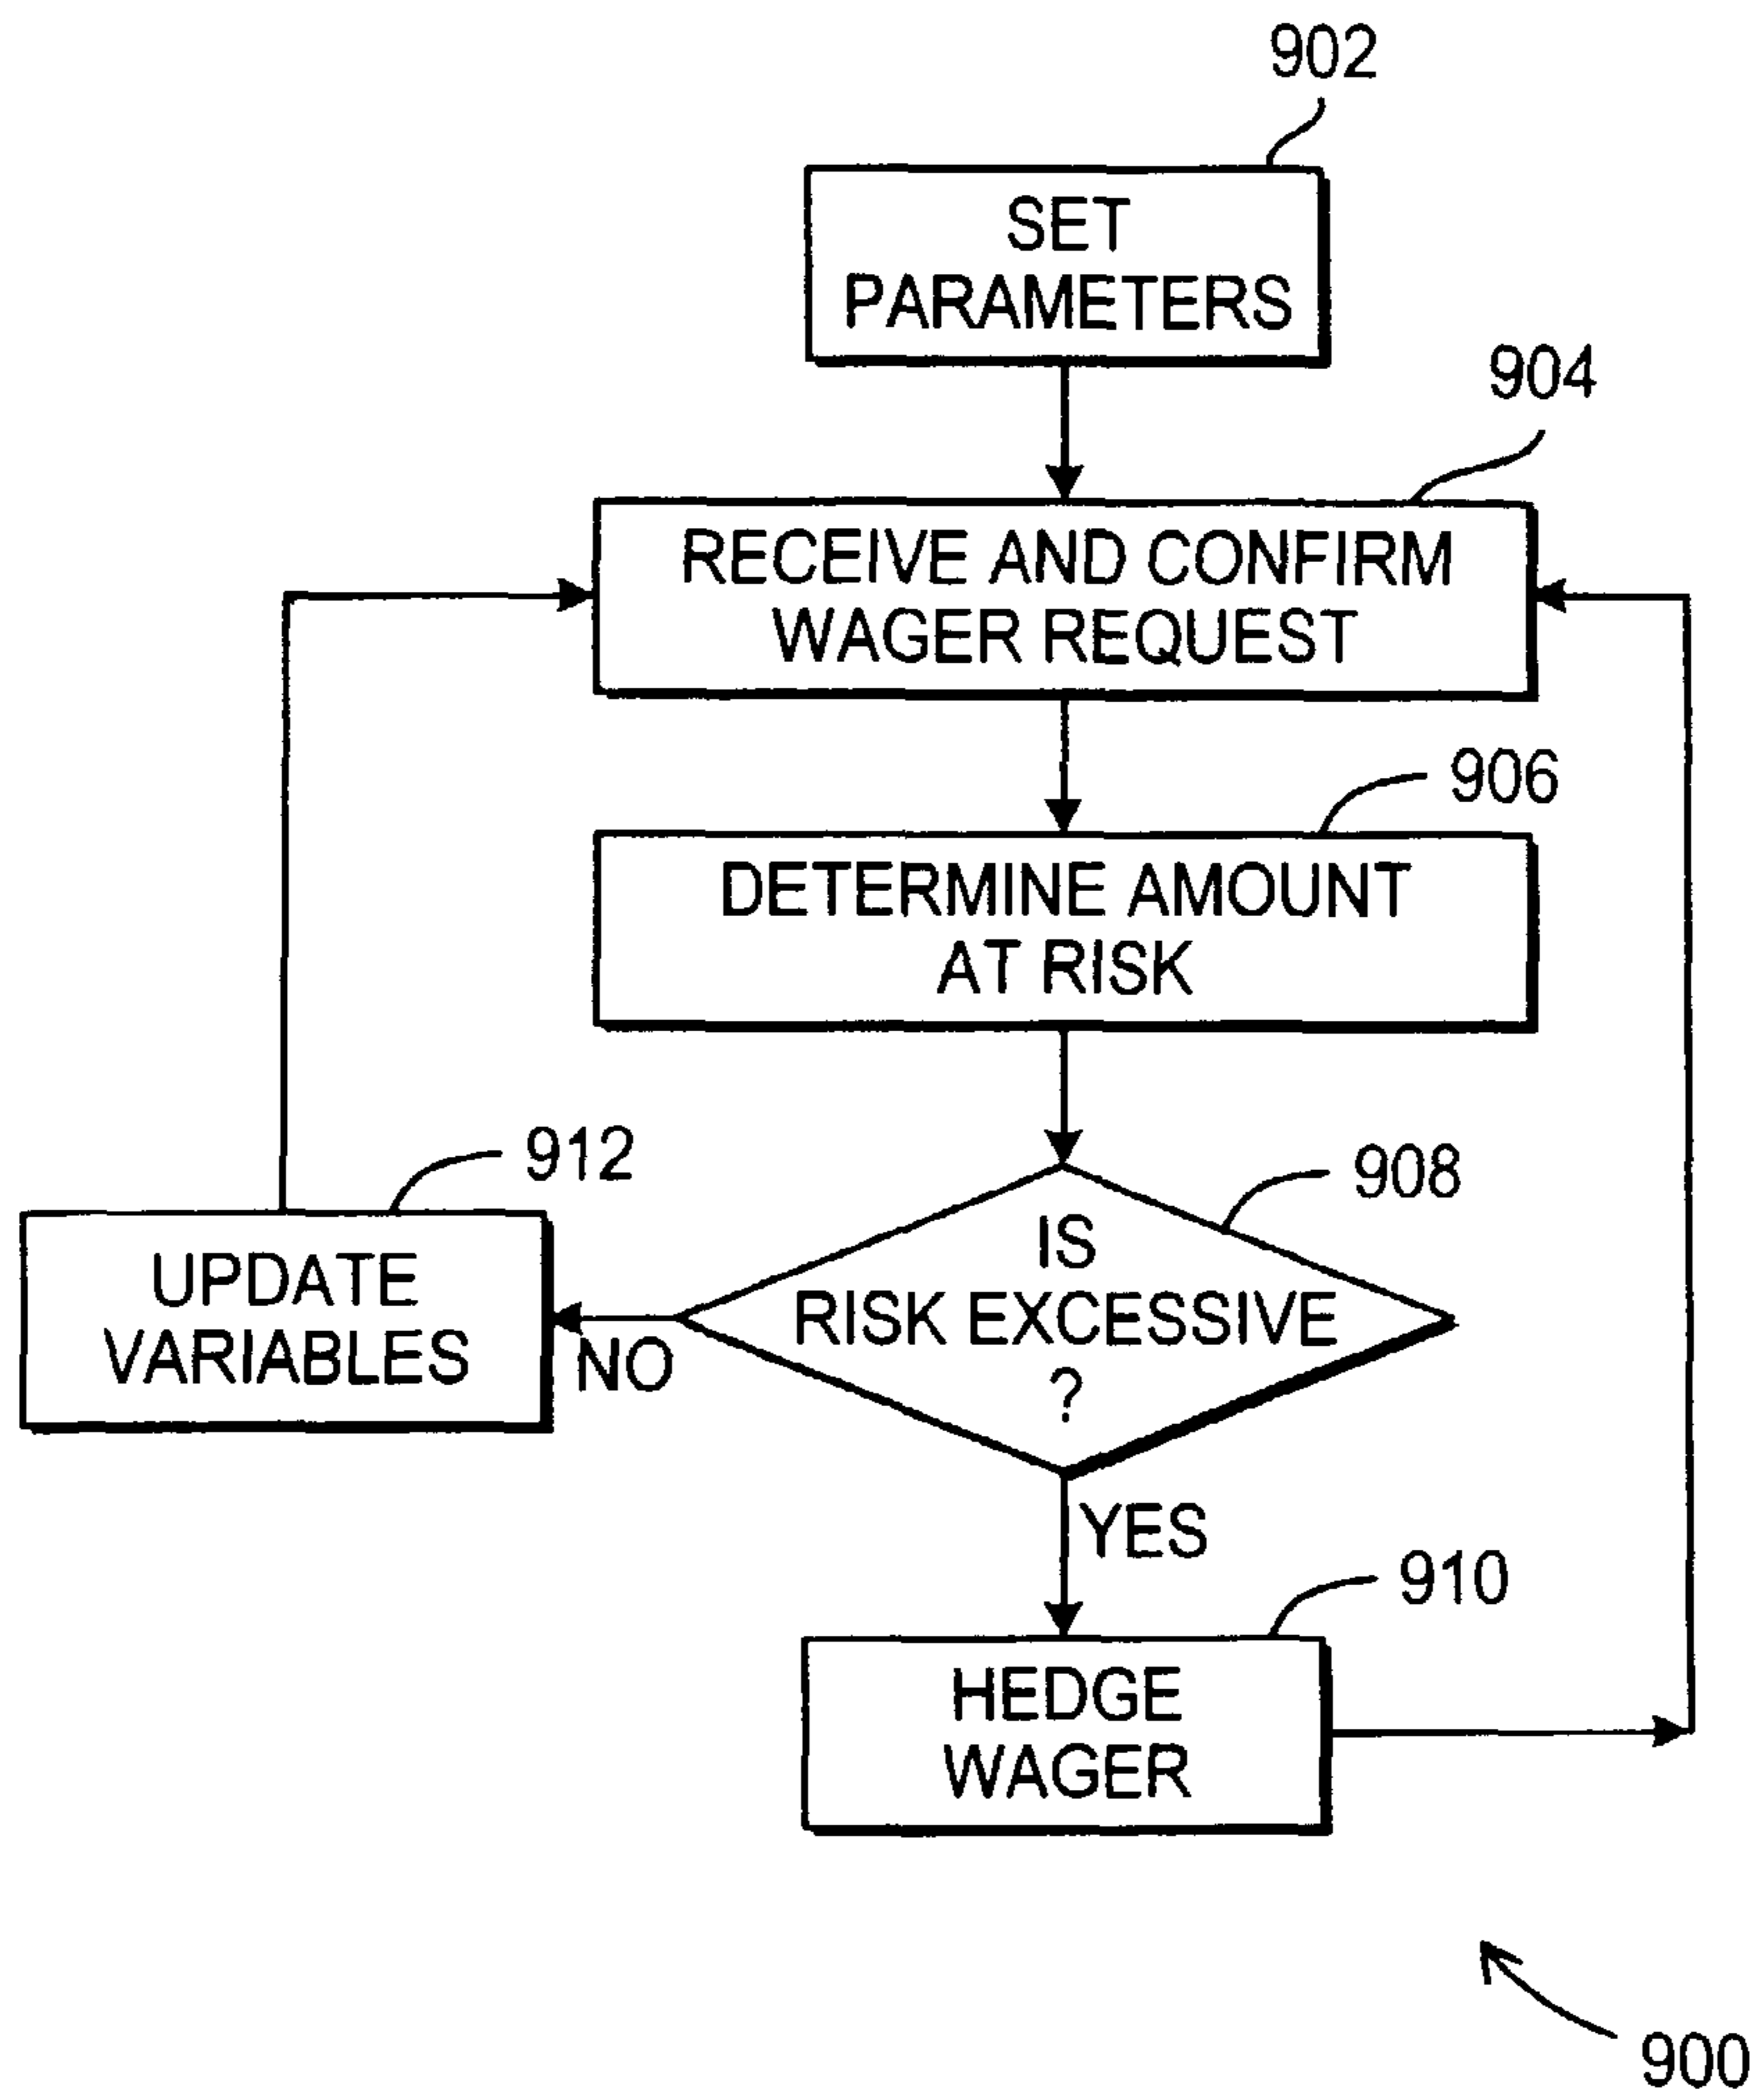 902
SET
PARAMETERS
904
RECEIVE AND CONFIRM
WAGER REQUEST
906
DETERMINE AMOUNT
AT RISK
912
UPDATE
VARIABLES
908
IS
RISK EXCESSIVE
?
NO
YES
910
HEDGE
WAGER
900